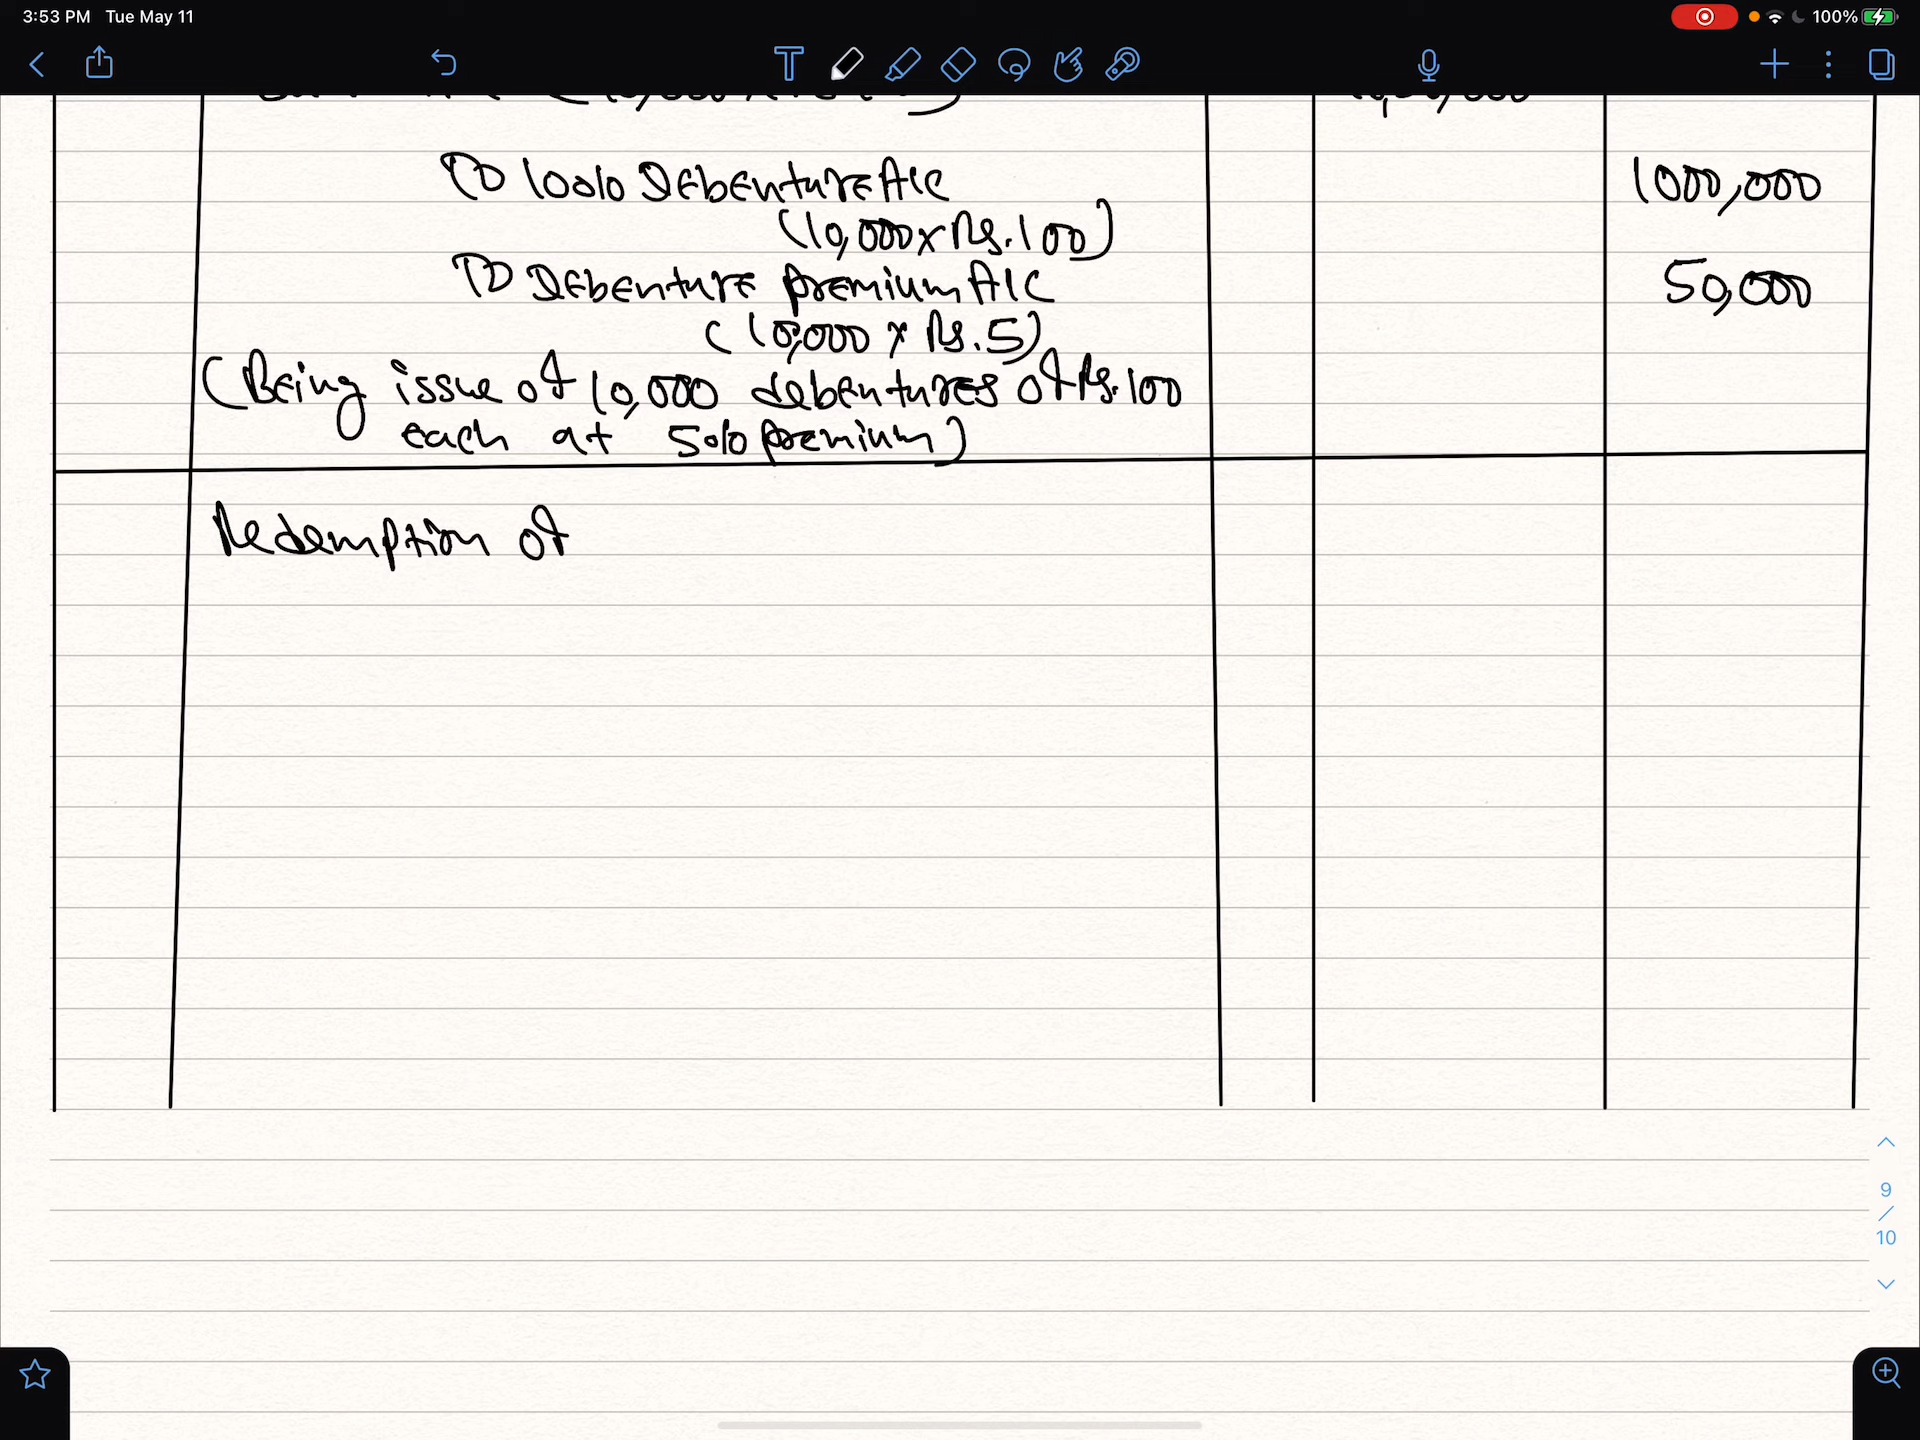 3:53 PM Tue May 11
100%
To 10% Debenture A/C 1000,000
(10,000 x Rs.100)
To Debenture premium A/C 50,000
(10,000 x Rs.5)
(Being issue of 10,000 debentures of Rs.100
each at 5% premium)
Redemption of
9
/
10